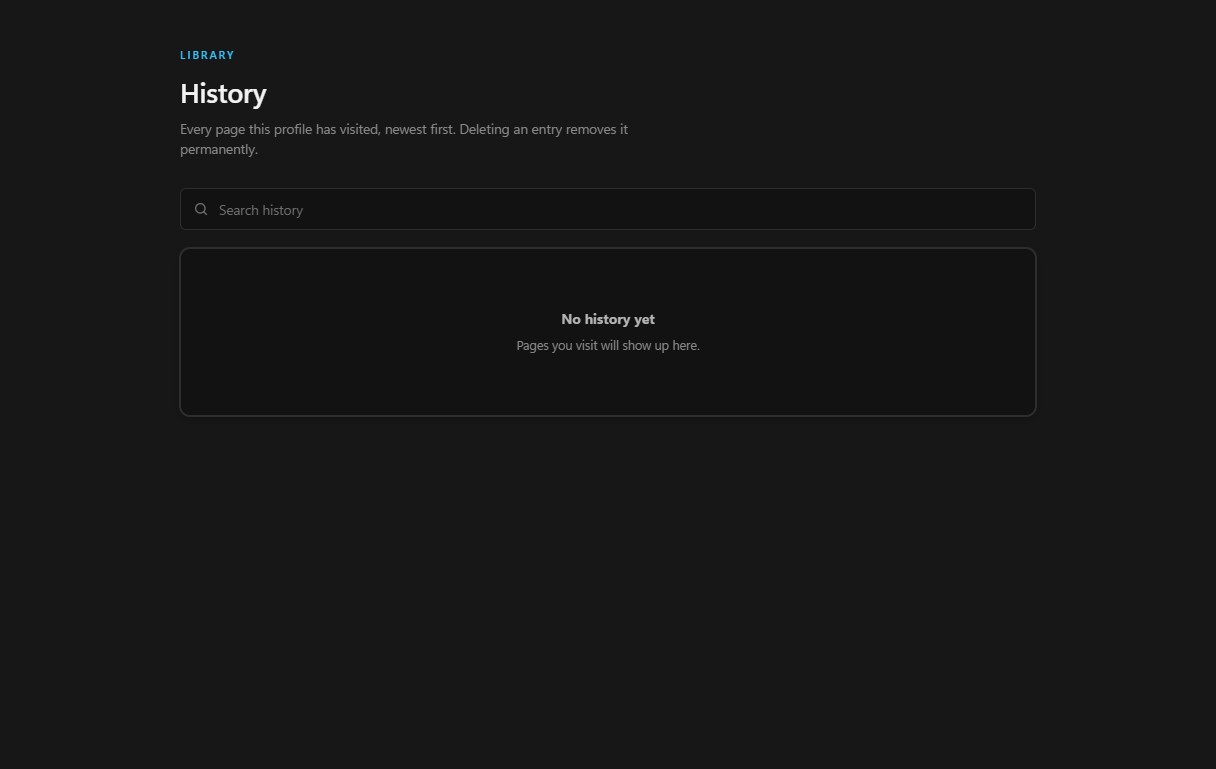 LIBRARY
History
Every page this profile has visited, newest first. Deleting an entry removes it
permanently.
Search history
No history yet
Pages you visit will show up here.